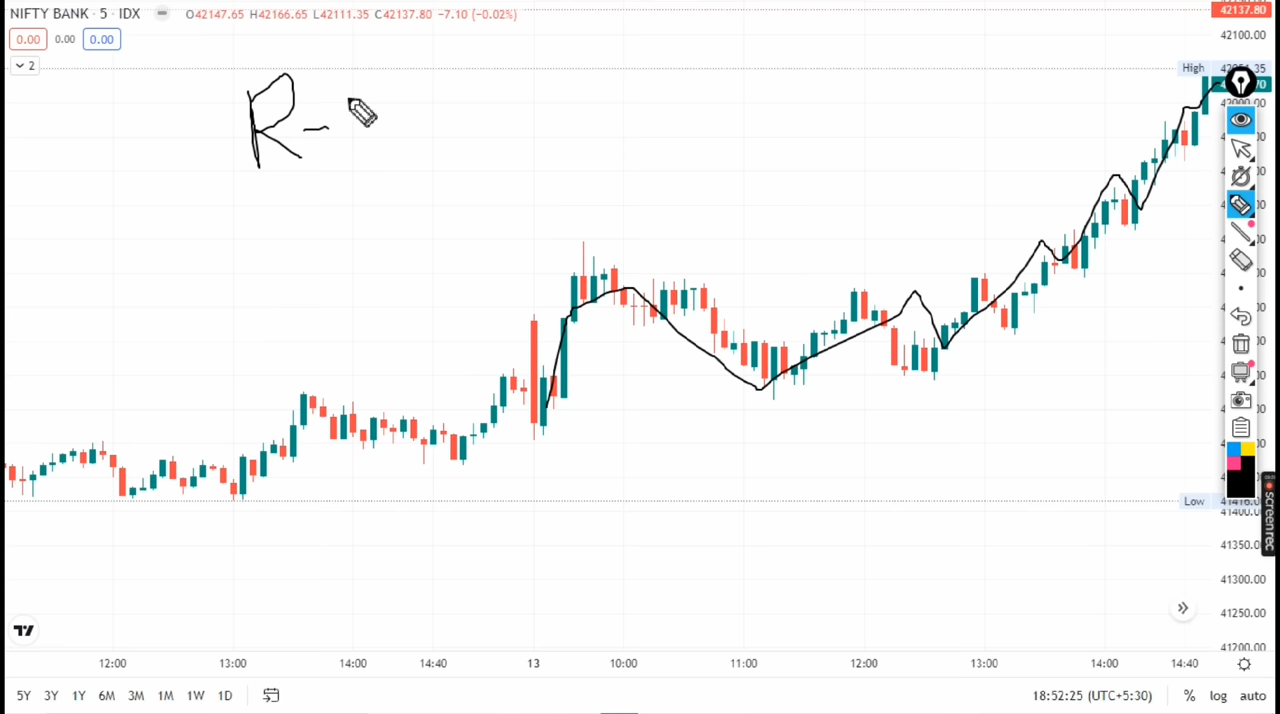 NIFTY BANK · 5 · IDX O42147.65 H42166.65 L42111.35 C42137.80 -7.10 (-0.02%)
42137.80
0.00 0.00 0.00
42100.00
2
High
R-
Low
41400.00
41350.00
41300.00
41250.00
41200.00
screenrec
12:00 13:00 14:00 14:40 13 10:00 11:00 12:00 13:00 14:00 14:40
5Y 3Y 1Y 6M 3M 1M 1W 1D 18:52:25 (UTC+5:30) % log auto